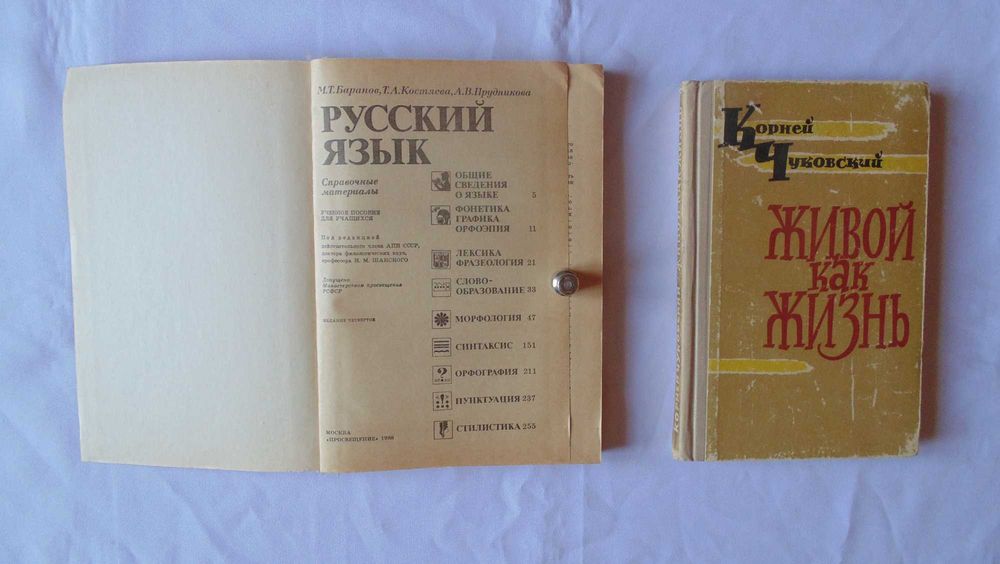 М.Т.Баранов, Т.А.Костяева, А.В.Прудникова
РУССКИЙ
ЯЗЫК
Справочные
материалы
УЧЕБНОЕ ПОСОБИЕ
ДЛЯ УЧАЩИХСЯ
Под редакцией
действительного члена АПН СССР,
доктора филологических наук,
профессора Н. М. ШАНСКОГО
Допущено
Министерством просвещения
РСФСР
ИЗДАНИЕ ЧЕТВЕРТОЕ
МОСКВА
«ПРОСВЕЩЕНИЕ» 1988
ОБЩИЕ
СВЕДЕНИЯ
О ЯЗЫКЕ 5
ФОНЕТИКА
ГРАФИКА
ОРФОЭПИЯ 11
ЛЕКСИКА
ФРАЗЕОЛОГИЯ 21
СЛОВО-
ОБРАЗОВАНИЕ 33
МОРФОЛОГИЯ 47
СИНТАКСИС 151
ОРФОГРАФИЯ 211
ПУНКТУАЦИЯ 237
СТИЛИСТИКА 255
Корней
Чуковский
ЖИВОЙ
как
ЖИЗНЬ